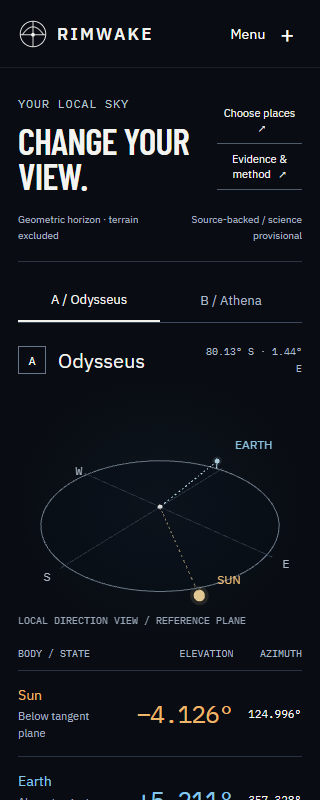 RIMWAKE
Menu +
YOUR LOCAL SKY
CHANGE YOUR
VIEW.
Choose places
↗
Evidence &
method ↗
Geometric horizon · terrain
excluded
Source-backed / science
provisional
A / Odysseus
B / Athena
A
Odysseus
80.13° S · 1.44°
E
EARTH
W
S
E
SUN
LOCAL DIRECTION VIEW / REFERENCE PLANE
BODY / STATE
ELEVATION
AZIMUTH
Sun
Below tangent
plane
−4.126°
124.996°
Earth